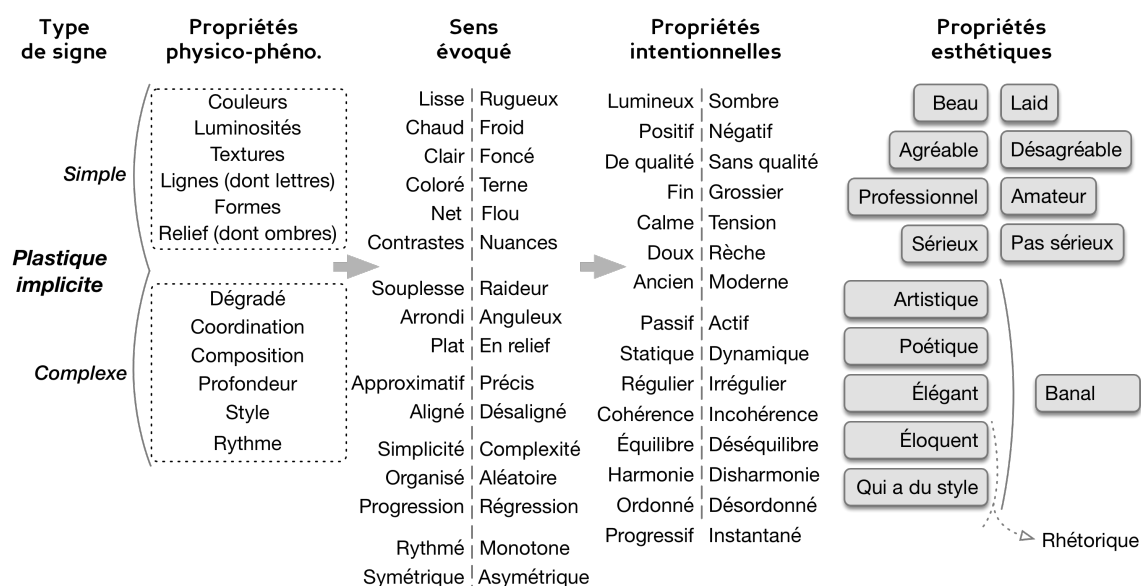 Type
de signe
Propriétés
physico-phéno.
Sens
évoqué
Propriétés
intentionnelles
Propriétés
esthétiques
Plastique
implicite
Simple
Complexe
Couleurs
Luminosités
Textures
Lignes (dont lettres)
Formes
Relief (dont ombres)
Dégradé
Coordination
Composition
Profondeur
Style
Rythme
Lisse Rugueux
Chaud Froid
Clair Foncé
Coloré Terne
Net Flou
Contrastes Nuances
Souplesse Raideur
Arrondi Anguleux
Plat En relief
Approximatif Précis
Aligné Désaligné
Simplicité Complexité
Organisé Aléatoire
Progression Régression
Rythmé Monotone
Symétrique Asymétrique
Lumineux Sombre
Positif Négatif
De qualité Sans qualité
Fin Grossier
Calme Tension
Doux Rèche
Ancien Moderne
Passif Actif
Statique Dynamique
Régulier Irrégulier
Cohérence Incohérence
Équilibre Déséquilibre
Harmonie Disharmonie
Ordonné Désordonné
Progressif Instantané
Beau Laid
Agréable Désagréable
Professionnel Amateur
Sérieux Pas sérieux
Artistique
Poétique
Élégant
Éloquent
Qui a du style
Banal
Rhétorique